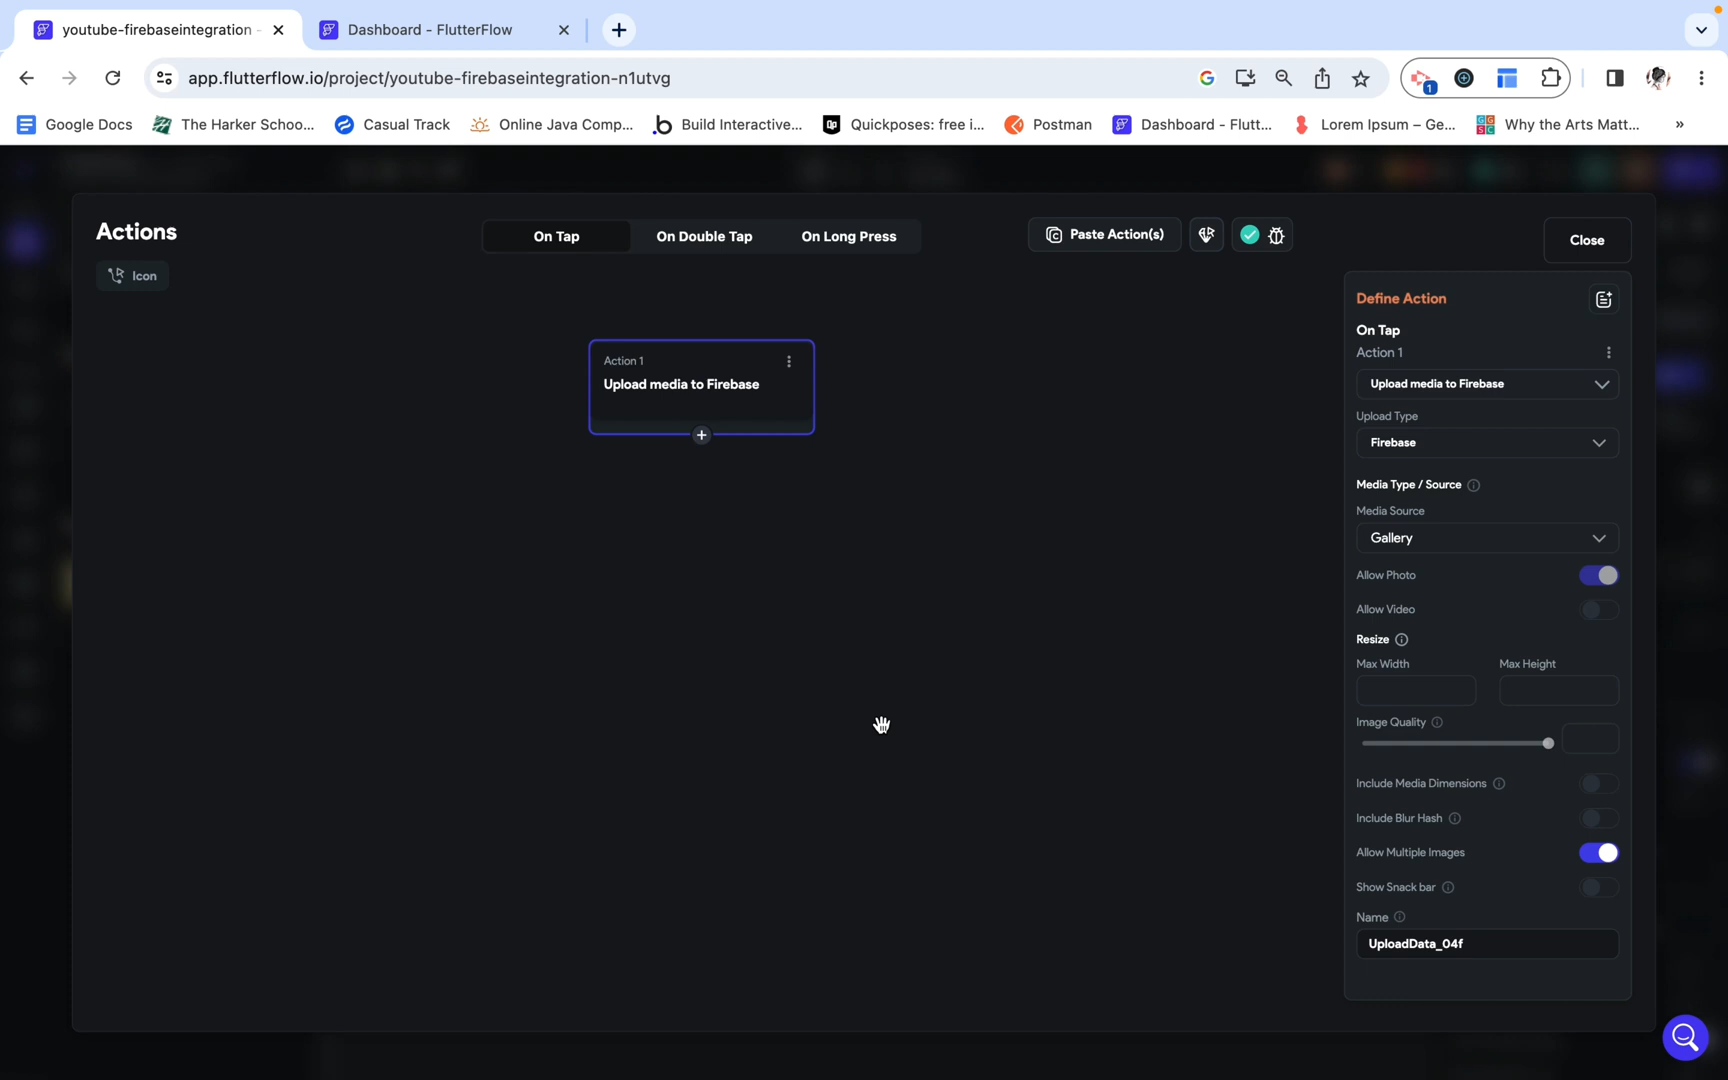 youtube-firebaseintegration -
Dashboard - FlutterFlow
app.flutterflow.io/project/youtube-firebaseintegration-n1utvg
1
Google Docs
The Harker Schoo...
Casual Track
Online Java Comp...
Build Interactive...
Quickposes: free i...
Postman
Dashboard - Flutt...
Lorem Ipsum – Ge...
Why the Arts Matt...
»
Actions
Icon
On Tap
On Double Tap
On Long Press
Paste Action(s)
Close
Action 1
Upload media to Firebase
Define Action
On Tap
Action 1
Upload media to Firebase
Upload Type
Firebase
Media Type / Source
Media Source
Gallery
Allow Photo
Allow Video
Resize
Max Width Max Height
Image Quality
Include Media Dimensions
Include Blur Hash
Allow Multiple Images
Show Snack bar
Name
UploadData_04f